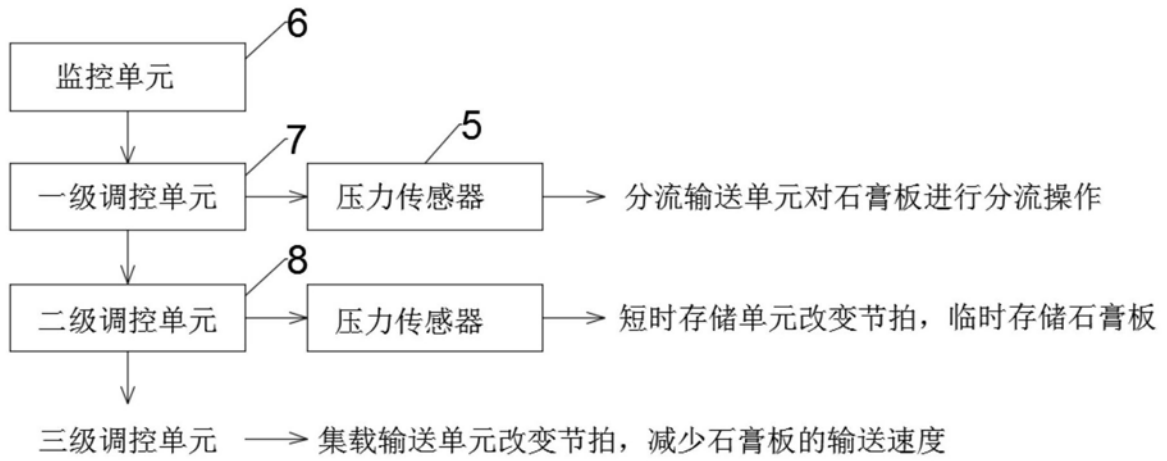 6
监控单元
7
5
一级调控单元
压力传感器
分流输送单元对石膏板进行分流操作
8
二级调控单元
压力传感器
短时存储单元改变节拍，临时存储石膏板
三级调控单元
集载输送单元改变节拍，减少石膏板的输送速度